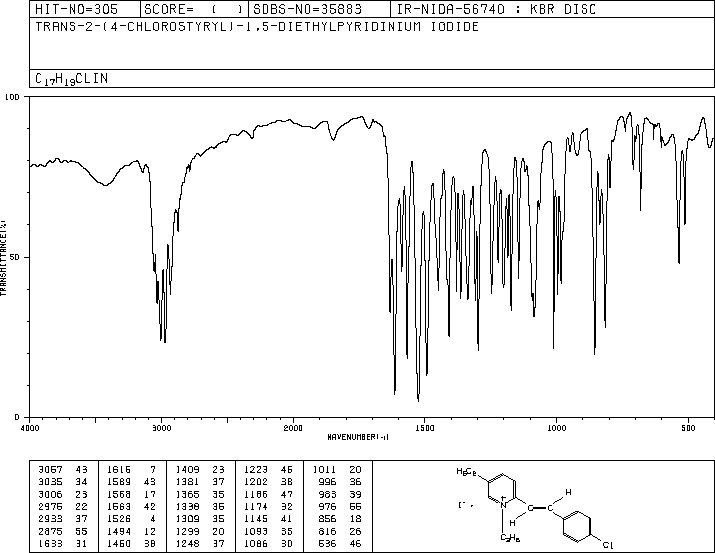 HIT-NO=305 SCORE= ( ) SDBS-NO=35883 IR-NIDA-56740 : KBR DISC
TRANS-2-(4-CHLOROSTYRYL)-1,5-DIETHYLPYRIDINIUM IODIDE
C17H19CLIN
100
50
0
TRANSMITTANCE(%)
4000 3000 2000 1500 1000 500
WAVENUMBER(-1)
3067 43 1616 7 1409 23 1223 46 1011 20
3035 34 1589 43 1381 37 1202 38 996 36
3006 23 1568 17 1365 35 1186 47 983 39
2975 22 1563 42 1338 35 1174 32 976 55
2933 37 1526 4 1309 35 1145 41 856 18
2875 55 1494 12 1299 20 1093 35 816 26
1633 31 1450 38 1248 37 1086 30 536 46
H5C2
N+
I-
C C
H
H
C2H5
Cl